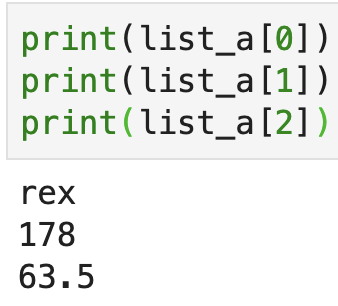 print(list_a[0])
print(list_a[1])
print(list_a[2])
rex
178
63.5